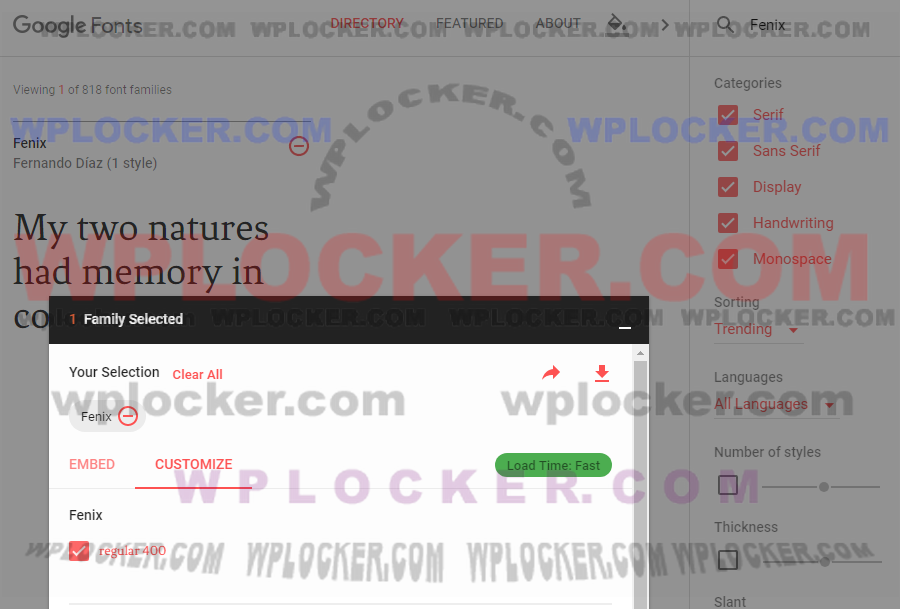 Google Fonts
DIRECTORY FEATURED ABOUT
Fenix
WPLOCKER.COM WPLOCKER.COM WPLOCKER.COM WPLOCKER.COM
Viewing 1 of 818 font families
WPLOCKER.COM
WPLOCKER.COM WPLOCKER.COM
Fenix
Fernando Díaz (1 style)
My two natures
had memory in
co
WPLOCKER.COM
Categories
Serif
Sans Serif
Display
Handwriting
Monospace
Sorting
Trending
Languages
All Languages
Number of styles
Thickness
Slant
1 Family Selected
WPLOCKER.COM WPLOCKER.COM WPLOCKER.COM
Your Selection Clear All
wplocker.com wplocker.com
Fenix
EMBED CUSTOMIZE Load Time: Fast
WPLOCKER.COM
Fenix
regular 400
WPLOCKER.COM WPLOCKER.COM WPLOCKER.COM WPLOCKER.COM